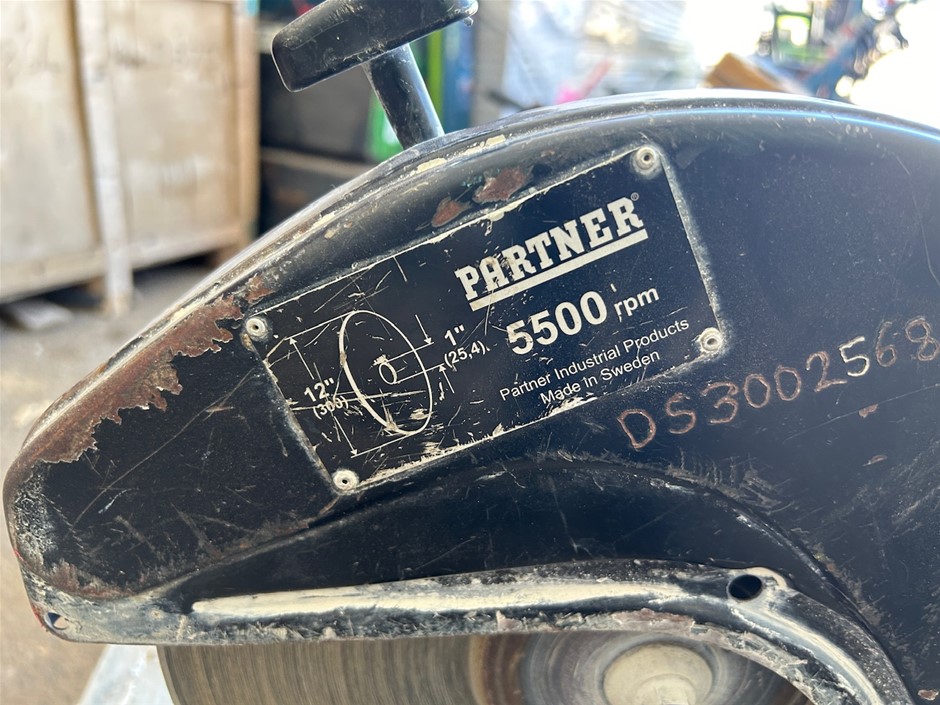 PARTNER®
5500 rpm
1"
(25,4)
12"
(300)
Partner Industrial Products
Made in Sweden
DS3002568